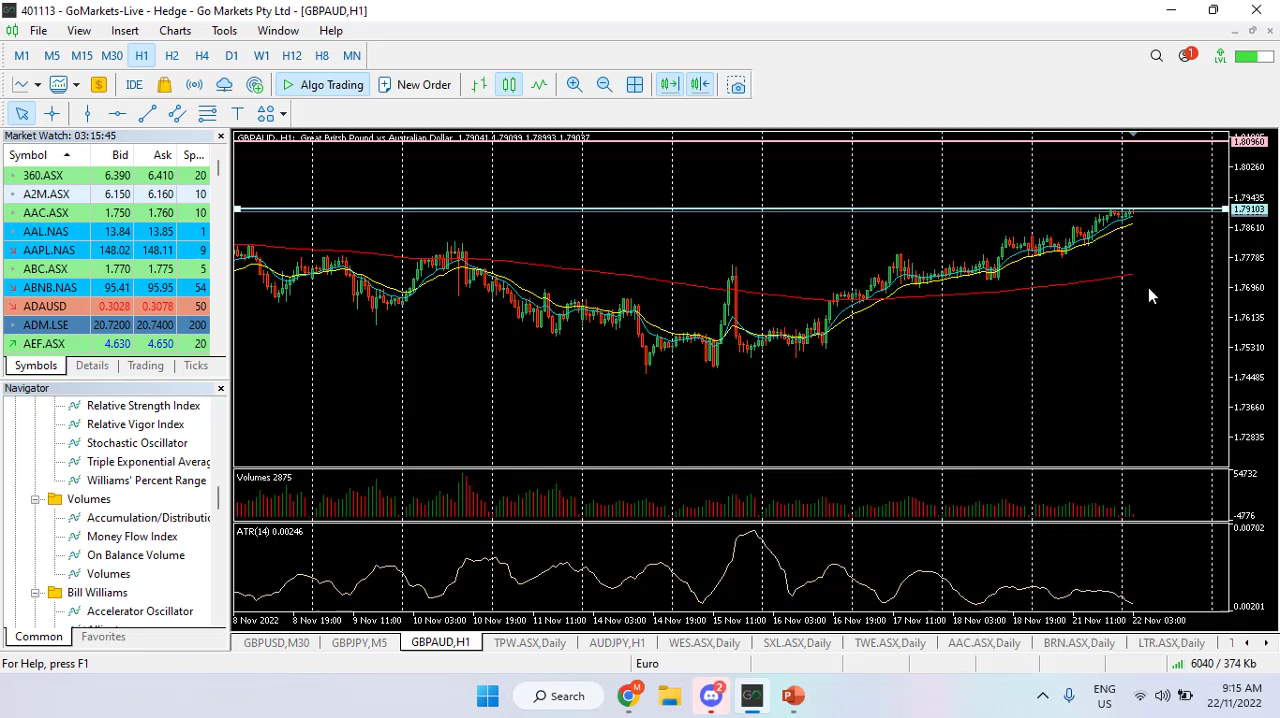 401113 - GoMarkets-Live - Hedge - Go Markets Pty Ltd - [GBPAUD,H1]
File View Insert Charts Tools Window Help
M1 M5 M15 M30 H1 H2 H4 D1 W1 H12 H8 MN
1
LVL
IDE Algo Trading New Order
Market Watch: 03:15:45
Symbol Bid Ask Sp...
360.ASX 6.390 6.410 20
A2M.ASX 6.150 6.160 10
AAC.ASX 1.750 1.760 10
AAL.NAS 13.84 13.85 1
AAPL.NAS 148.02 148.11 9
ABC.ASX 1.770 1.775 5
ABNB.NAS 95.41 95.95 54
ADAUSD 0.3028 0.3078 50
ADM.LSE 20.7200 20.7400 200
AEF.ASX 4.630 4.650 20
Symbols Details Trading Ticks
Navigator
Relative Strength Index
Relative Vigor Index
Stochastic Oscillator
Triple Exponential Averag
Williams' Percent Range
Volumes
Accumulation/Distributic
Money Flow Index
On Balance Volume
Volumes
Bill Williams
Accelerator Oscillator
Common Favorites
GBPAUD, H1: Great Britsh Pound vs Australian Dollar 1.79041 1.79099 1.78993 1.79037
1.80960
1.80260
1.79435
1.79103
1.78610
1.77785
1.76960
1.76135
1.75310
1.74485
1.73660
1.72835
Volumes 2875
54732
-4776
ATR(14) 0.00246
0.00702
0.00201
8 Nov 2022 8 Nov 19:00 9 Nov 11:00 10 Nov 03:00 10 Nov 19:00 11 Nov 11:00 14 Nov 03:00 14 Nov 19:00 15 Nov 11:00 16 Nov 03:00 16 Nov 19:00 17 Nov 11:00 18 Nov 03:00 18 Nov 19:00 21 Nov 11:00 22 Nov 03:00
GBPUSD,M30 GBPJPY,M5 GBPAUD,H1 TPW.ASX,Daily AUDJPY,H1 WES.ASX,Daily SXL.ASX,Daily TWE.ASX,Daily AAC.ASX,Daily BRN.ASX,Daily LTR.ASX,Daily
For Help, press F1 Euro 6040 / 374 Kb
Search
M
2
GO
P
ENG
US
9:15 AM
22/11/2022